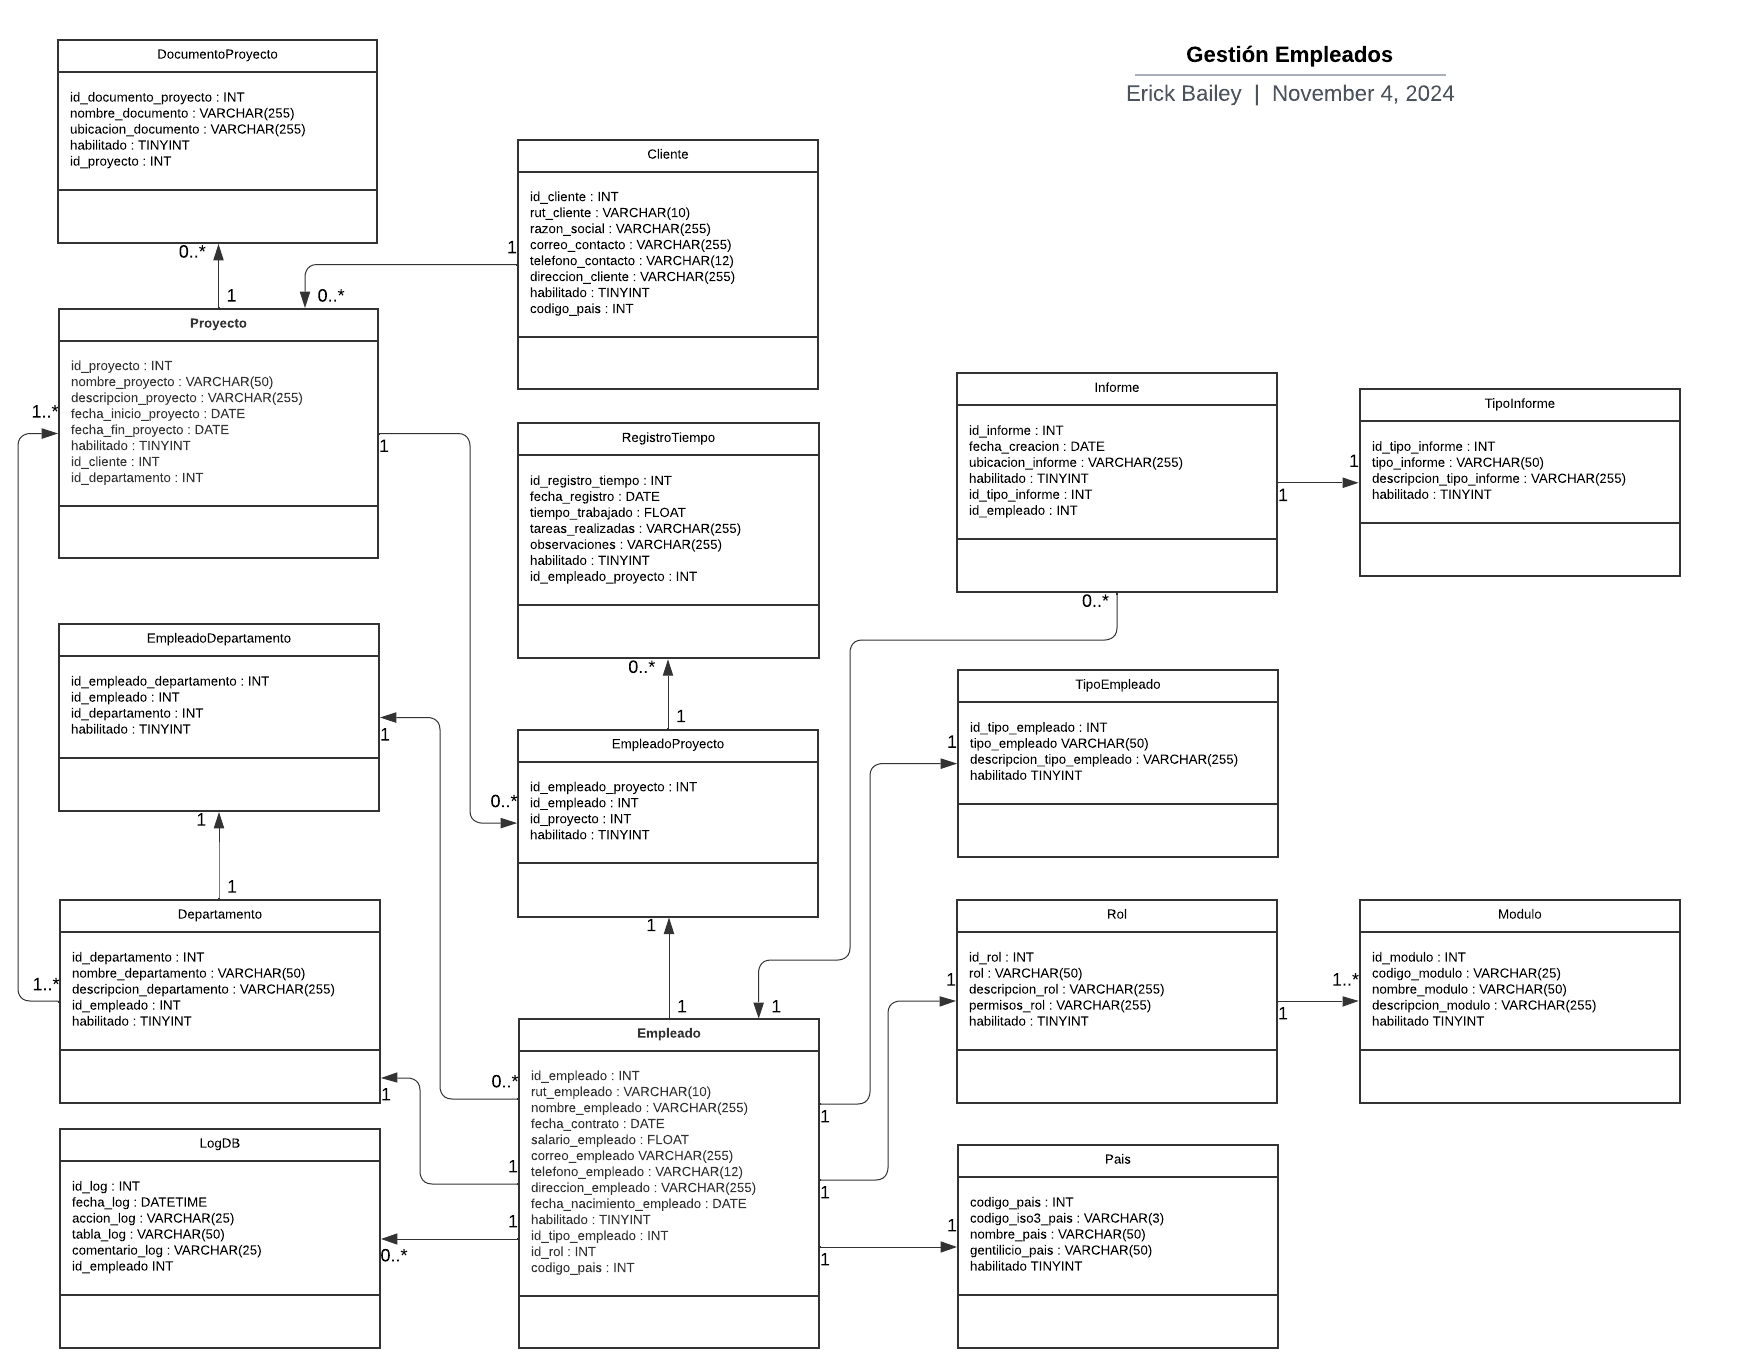 Gestión Empleados
Erick Bailey | November 4, 2024
DocumentoProyecto
id_documento_proyecto : INT
nombre_documento : VARCHAR(255)
ubicacion_documento : VARCHAR(255)
habilitado : TINYINT
id_proyecto : INT
0..*
1
Cliente
id_cliente : INT
rut_cliente : VARCHAR(10)
razon_social : VARCHAR(255)
correo_contacto : VARCHAR(255)
telefono_contacto : VARCHAR(12)
direccion_cliente : VARCHAR(255)
habilitado : TINYINT
codigo_pais : INT
1
0..*
Proyecto
id_proyecto : INT
nombre_proyecto : VARCHAR(50)
descripcion_proyecto : VARCHAR(255)
fecha_inicio_proyecto : DATE
fecha_fin_proyecto : DATE
habilitado : TINYINT
id_cliente : INT
id_departamento : INT
1..*
1
RegistroTiempo
id_registro_tiempo : INT
fecha_registro : DATE
tiempo_trabajado : FLOAT
tareas_realizadas : VARCHAR(255)
observaciones : VARCHAR(255)
habilitado : TINYINT
id_empleado_proyecto : INT
0..*
1
Informe
id_informe : INT
fecha_creacion : DATE
ubicacion_informe : VARCHAR(255)
habilitado : TINYINT
id_tipo_informe : INT
id_empleado : INT
1
1
0..*
TipoInforme
id_tipo_informe : INT
tipo_informe : VARCHAR(50)
descripcion_tipo_informe : VARCHAR(255)
habilitado : TINYINT
EmpleadoDepartamento
id_empleado_departamento : INT
id_empleado : INT
id_departamento : INT
habilitado : TINYINT
1
1
1
EmpleadoProyecto
id_empleado_proyecto : INT
id_empleado : INT
id_proyecto : INT
habilitado : TINYINT
0..*
1
1
TipoEmpleado
id_tipo_empleado : INT
tipo_empleado VARCHAR(50)
descripcion_tipo_empleado : VARCHAR(255)
habilitado TINYINT
1
Departamento
id_departamento : INT
nombre_departamento : VARCHAR(50)
descripcion_departamento : VARCHAR(255)
id_empleado : INT
habilitado : TINYINT
1..*
1
Empleado
id_empleado : INT
rut_empleado : VARCHAR(10)
nombre_empleado : VARCHAR(255)
fecha_contrato : DATE
salario_empleado : FLOAT
correo_empleado VARCHAR(255)
telefono_empleado : VARCHAR(12)
direccion_empleado : VARCHAR(255)
fecha_nacimiento_empleado : DATE
habilitado : TINYINT
id_tipo_empleado : INT
id_rol : INT
codigo_pais : INT
1
0..*
1
1
1
1
1
Rol
id_rol : INT
rol : VARCHAR(50)
descripcion_rol : VARCHAR(255)
permisos_rol : VARCHAR(255)
habilitado : TINYINT
1
1
1..*
Modulo
id_modulo : INT
codigo_modulo : VARCHAR(25)
nombre_modulo : VARCHAR(50)
descripcion_modulo : VARCHAR(255)
habilitado TINYINT
LogDB
id_log : INT
fecha_log : DATETIME
accion_log : VARCHAR(25)
tabla_log : VARCHAR(50)
comentario_log : VARCHAR(25)
id_empleado INT
0..*
Pais
codigo_pais : INT
codigo_iso3_pais : VARCHAR(3)
nombre_pais : VARCHAR(50)
gentilicio_pais : VARCHAR(50)
habilitado TINYINT
1